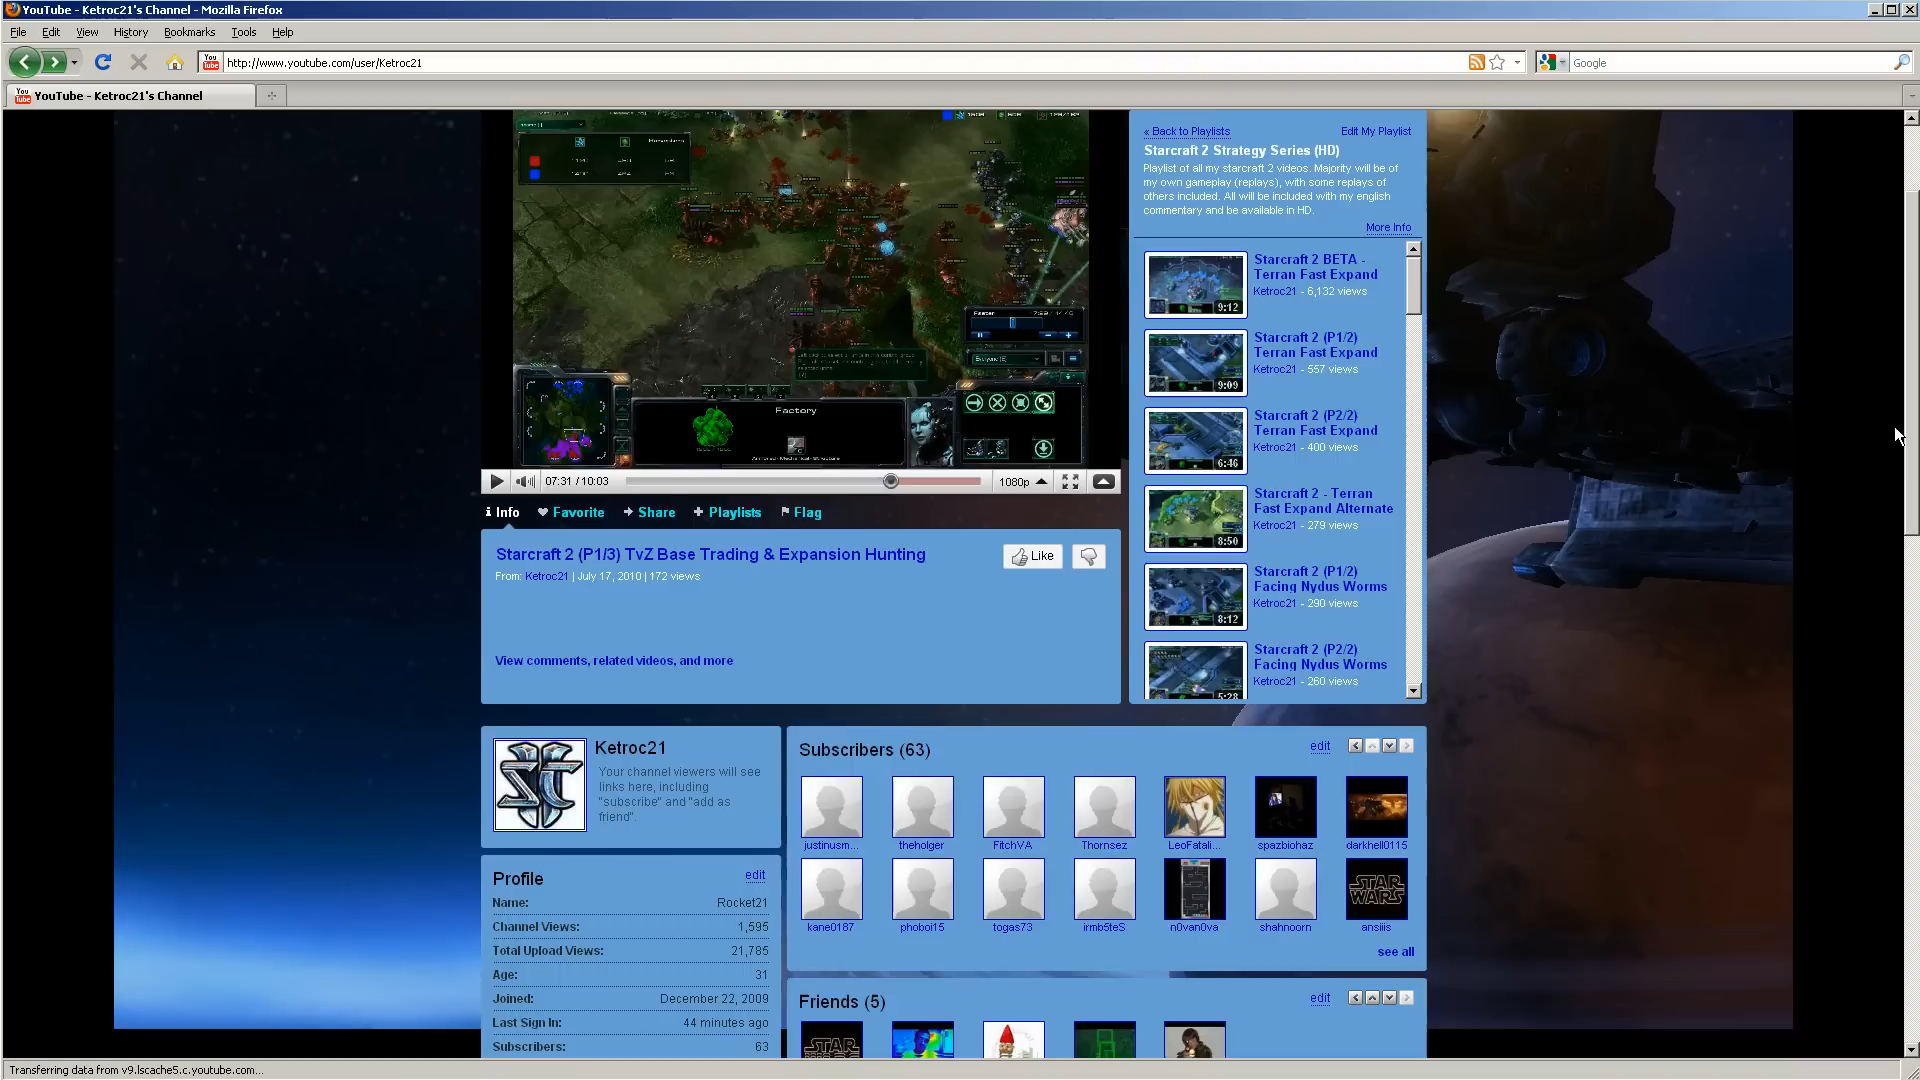 YouTube - Ketroc21's Channel - Mozilla Firefox
File Edit View History Bookmarks Tools Help
http://www.youtube.com/user/Ketroc21
Google
YouTube - Ketroc21's Channel
« Back to Playlists
Edit My Playlist
Starcraft 2 Strategy Series (HD)
Playlist of all my starcraft 2 videos. Majority will be of
my own gameplay (replays), with some replays of
others included. All will be included with my english
commentary and be available in HD.
More Info
Starcraft 2 BETA -
Terran Fast Expand
Ketroc21 - 6,132 views
9:12
Starcraft 2 (P1/2)
Terran Fast Expand
Ketroc21 - 557 views
9:09
Starcraft 2 (P2/2)
Terran Fast Expand
Ketroc21 - 400 views
6:46
Starcraft 2 - Terran
Fast Expand Alternate
Ketroc21 - 279 views
8:50
Starcraft 2 (P1/2)
Facing Nydus Worms
Ketroc21 - 290 views
8:12
Starcraft 2 (P2/2)
Facing Nydus Worms
Ketroc21 - 260 views
5:28
Faster
Everyone (E)
Factory
Armored - Mechanical - Structure
07:31 / 10:03
1080p
Info Favorite Share Playlists Flag
Starcraft 2 (P1/3) TvZ Base Trading & Expansion Hunting
Like
From: Ketroc21 | July 17, 2010 | 172 views
View comments, related videos, and more
Ketroc21
Your channel viewers will see
links here, including
"subscribe" and "add as
friend".
Profile
edit
Name: Rocket21
Channel Views: 1,595
Total Upload Views: 21,785
Age: 31
Joined: December 22, 2009
Last Sign In: 44 minutes ago
Subscribers: 63
Subscribers (63)
edit
justinusm... theholger FitchVA Thornsez LeoFatali... spazbiohaz darkhell0115
STAR WARS
kane0187 phoboi15 togas73 irmb5teS n0van0va shahnoorn ansiiis
see all
Friends (5)
edit
STAR
Transferring data from v9.lscache5.c.youtube.com...